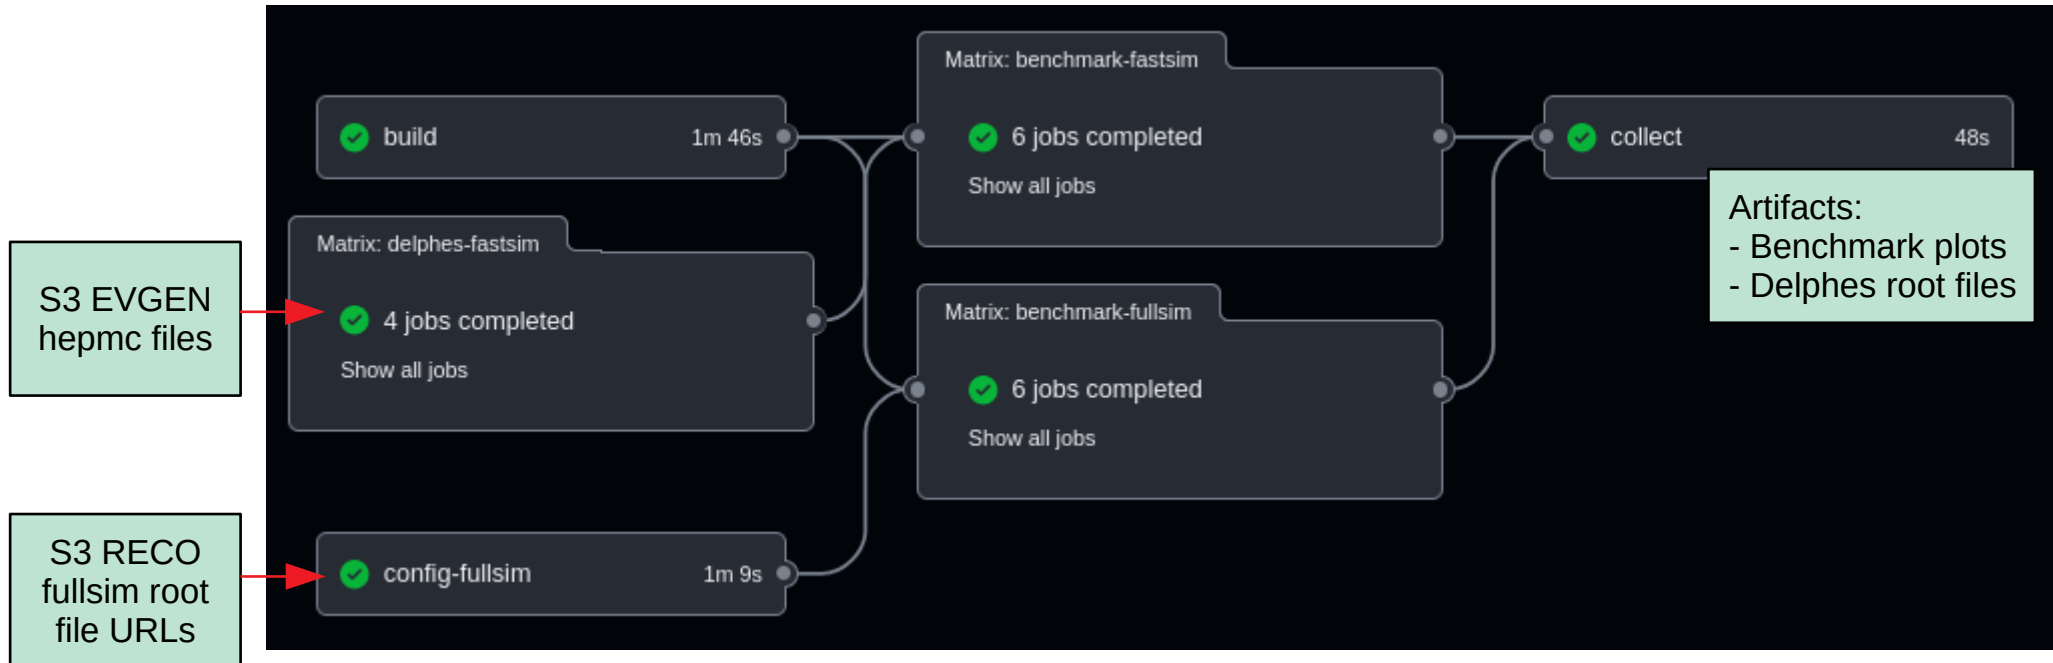 S3 EVGEN
hepmc files
S3 RECO
fullsim root
file URLs
build 1m 46s
Matrix: delphes-fastsim
4 jobs completed
Show all jobs
config-fullsim 1m 9s
Matrix: benchmark-fastsim
6 jobs completed
Show all jobs
Matrix: benchmark-fullsim
6 jobs completed
Show all jobs
collect 48s
Artifacts:
- Benchmark plots
- Delphes root files